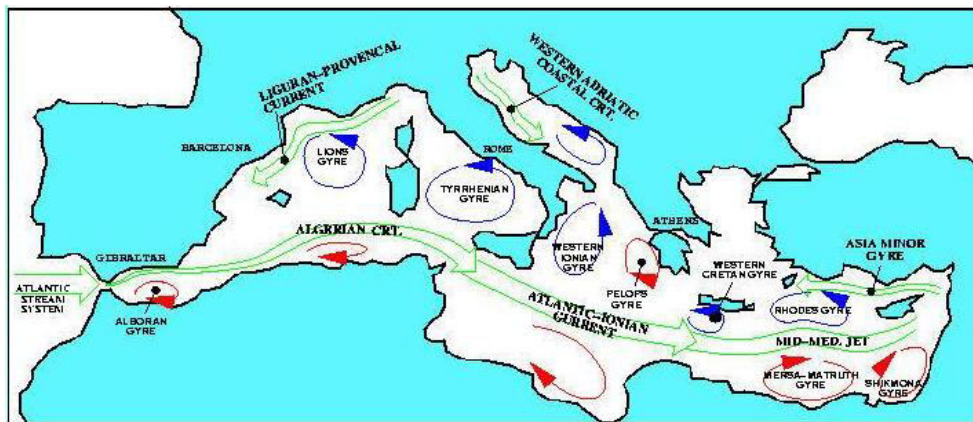 LIGURAN-PROVENCAL
CURRENT
WESTERN ADRIATIC
COASTAL CRT.
BARCELONA
LIONS
GYRE
ROME
TYRRHENIAN
GYRE
ALGERIAN CRT.
GIBRALTAR
ATLANTIC
STREAM
SYSTEM
ALBORAN
GYRE
WESTERN
IONIAN
GYRE
ATHENS
PELOPS
GYRE
ATLANTIC-IONIAN
CURRENT
WESTERN
CRETAN GYRE
ASIA MINOR
GYRE
RHODES GYRE
MID-MED. JET
MERSA-MATRUTH
GYRE
SHIKMONA
GYRE